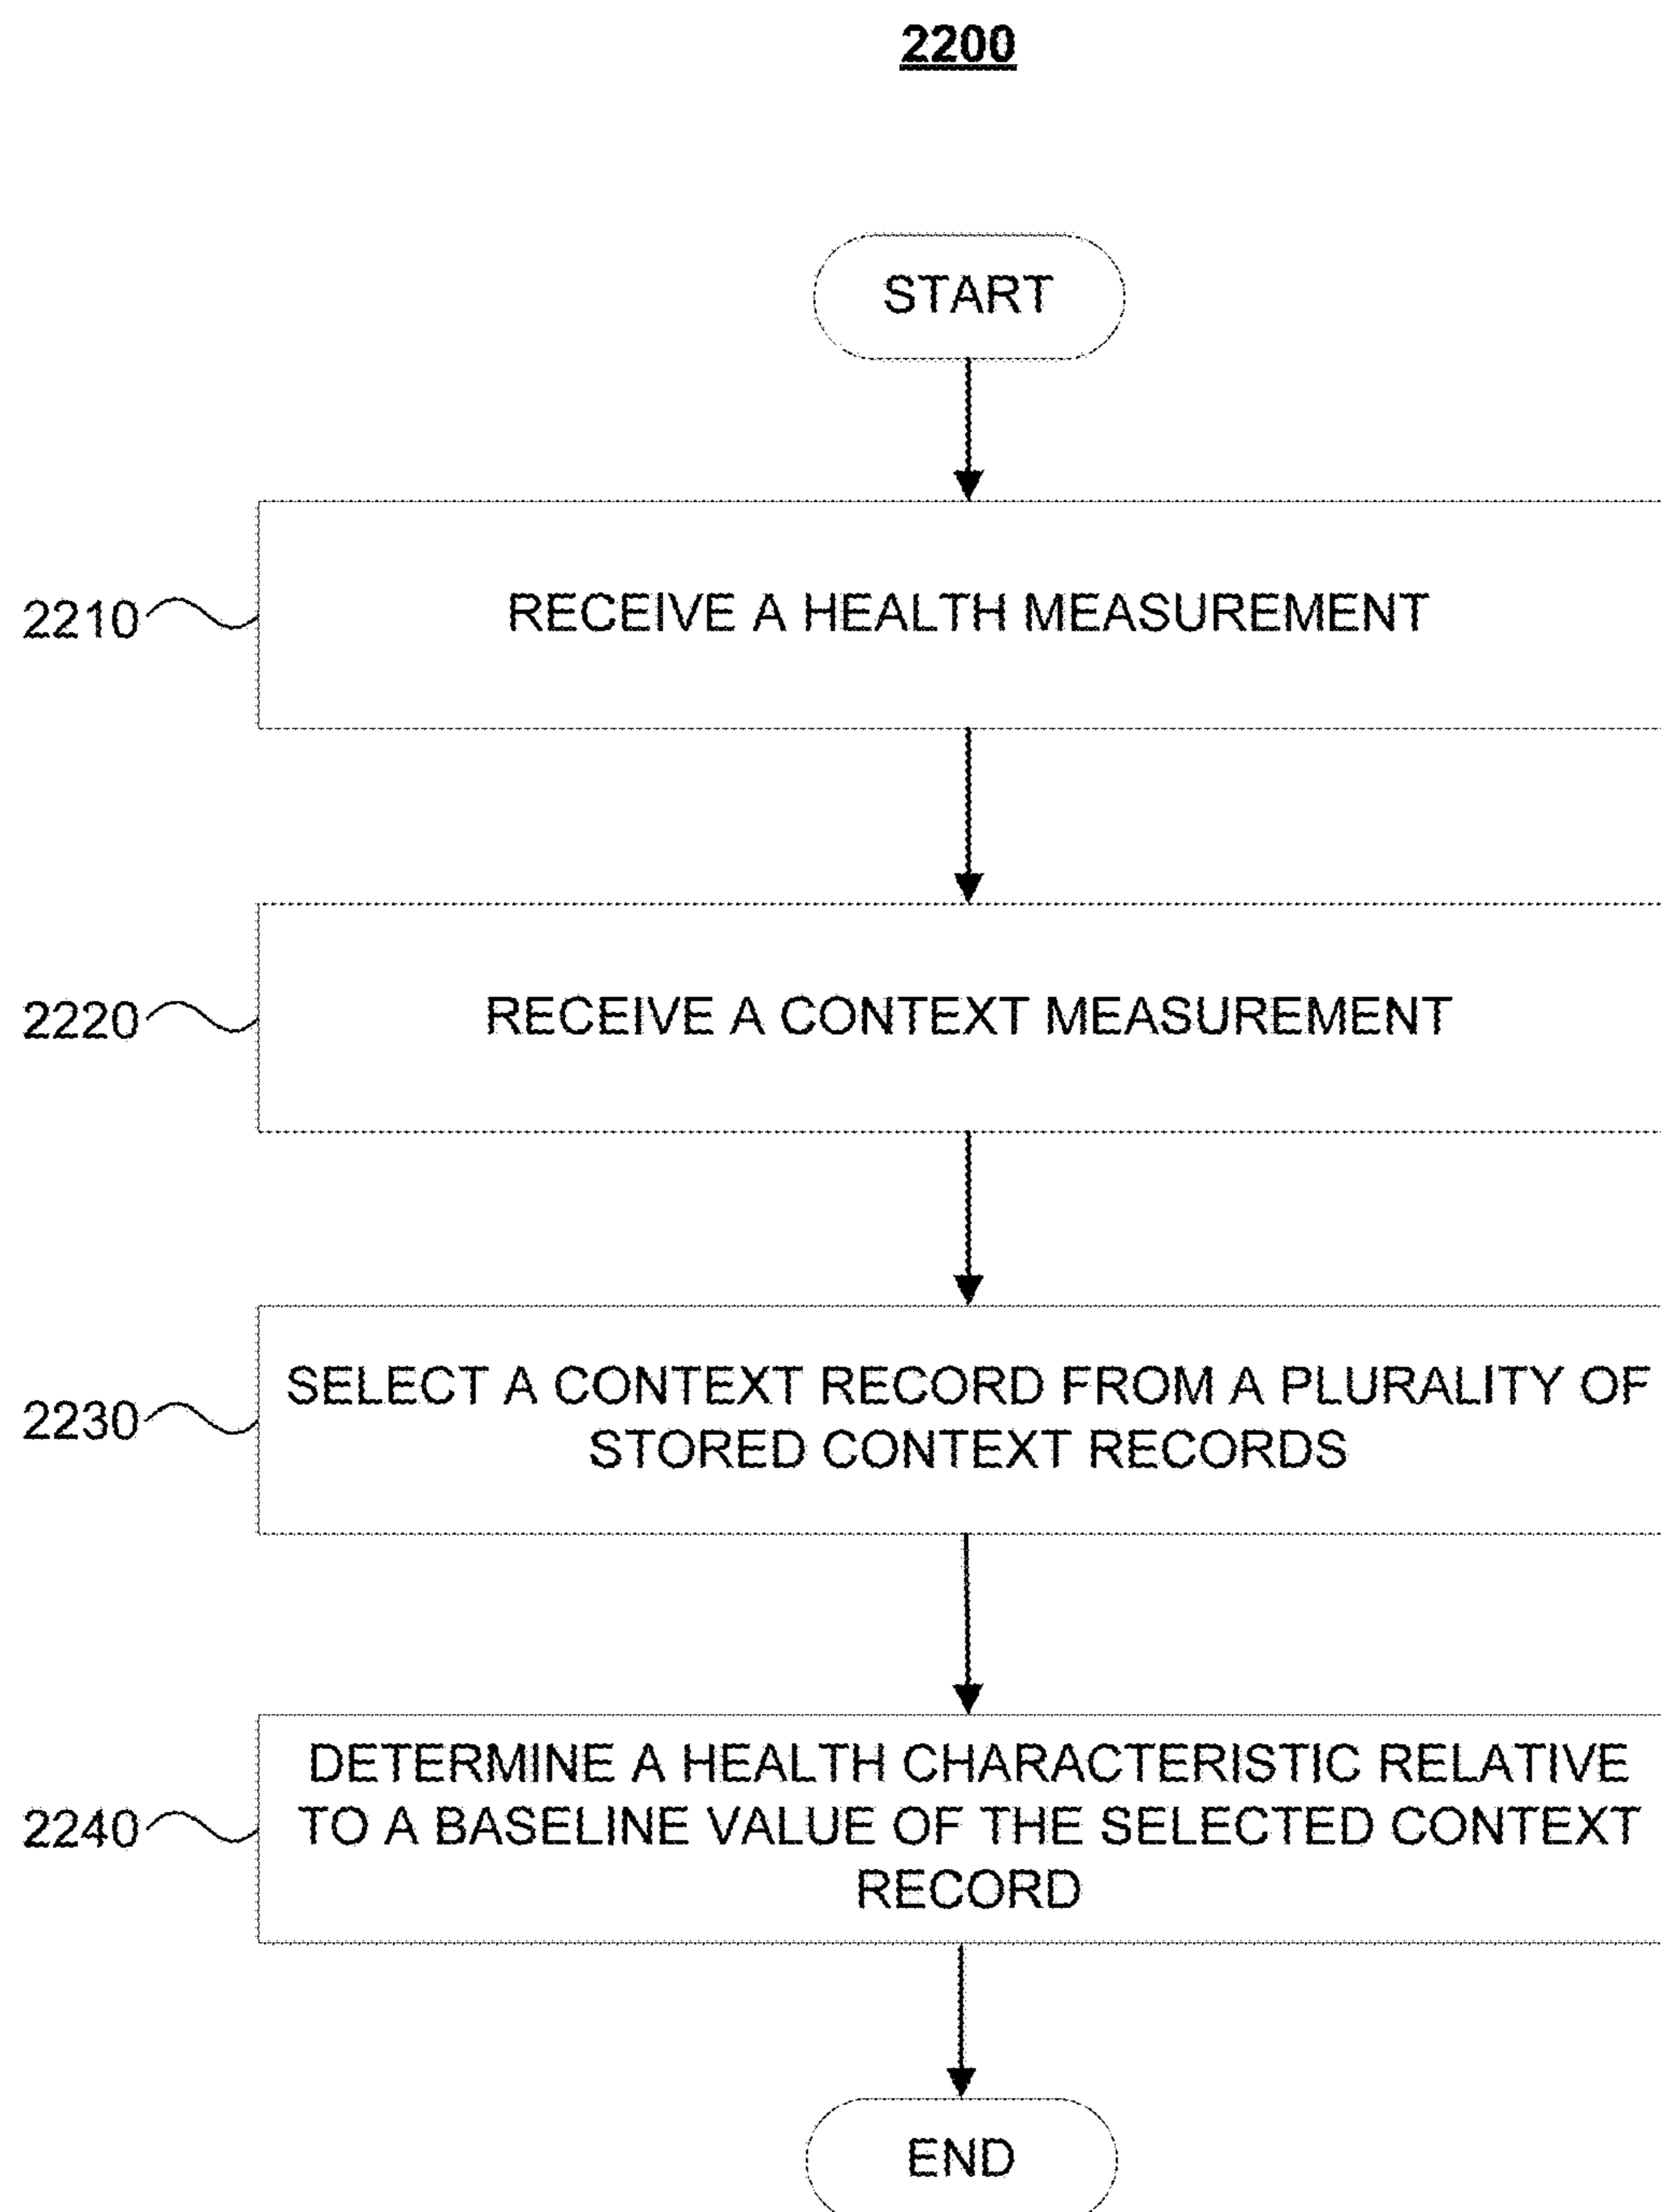 2200
START
2210
RECEIVE A HEALTH MEASUREMENT
2220
RECEIVE A CONTEXT MEASUREMENT
2230
SELECT A CONTEXT RECORD FROM A PLURALITY OF
STORED CONTEXT RECORDS
2240
DETERMINE A HEALTH CHARACTERISTIC RELATIVE
TO A BASELINE VALUE OF THE SELECTED CONTEXT
RECORD
END